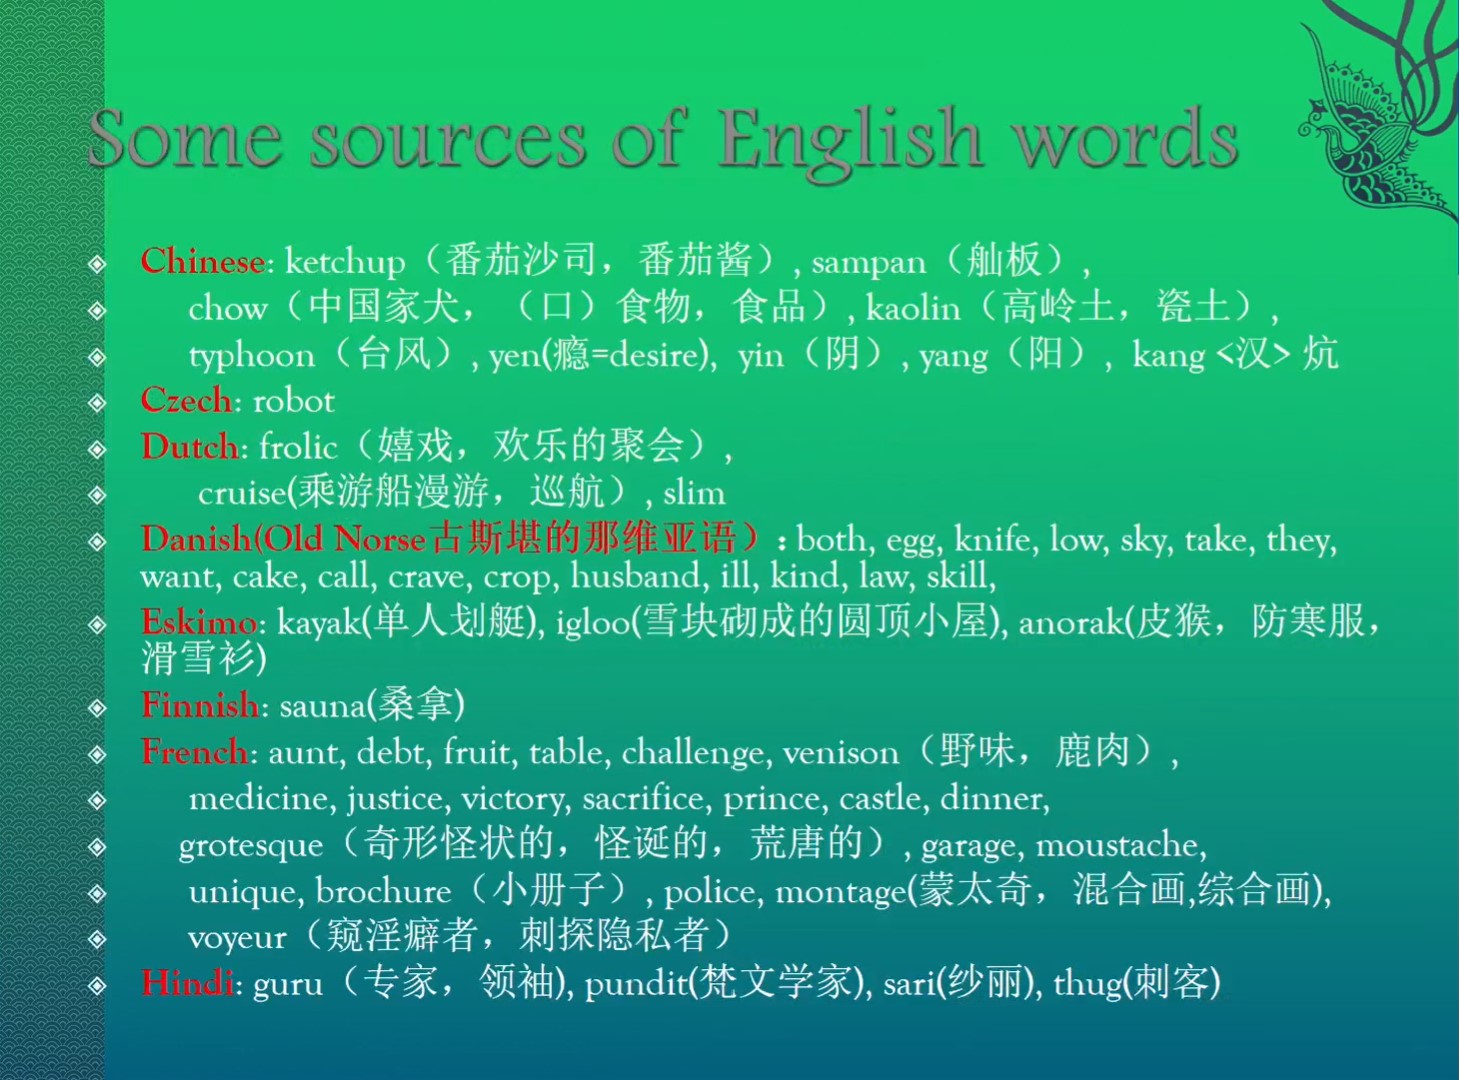 Some sources of English words
Chinese: ketchup（番茄沙司，番茄酱）, sampan（舢板）,
chow（中国家犬，（口）食物，食品）, kaolin（高岭土，瓷土）,
typhoon（台风）, yen(瘾=desire), yin（阴）, yang（阳）, kang <汉> 炕
Czech: robot
Dutch: frolic（嬉戏，欢乐的聚会）,
cruise(乘游船漫游，巡航）, slim
Danish(Old Norse古斯堪的那维亚语）: both, egg, knife, low, sky, take, they,
want, cake, call, crave, crop, husband, ill, kind, law, skill,
Eskimo: kayak(单人划艇), igloo(雪块砌成的圆顶小屋), anorak(皮猴，防寒服，
滑雪衫)
Finnish: sauna(桑拿)
French: aunt, debt, fruit, table, challenge, venison（野味，鹿肉）,
medicine, justice, victory, sacrifice, prince, castle, dinner,
grotesque（奇形怪状的，怪诞的，荒唐的）, garage, moustache,
unique, brochure（小册子）, police, montage(蒙太奇，混合画,综合画),
voyeur（窥淫癖者，刺探隐私者）
Hindi: guru（专家，领袖), pundit(梵文学家), sari(纱丽), thug(刺客)